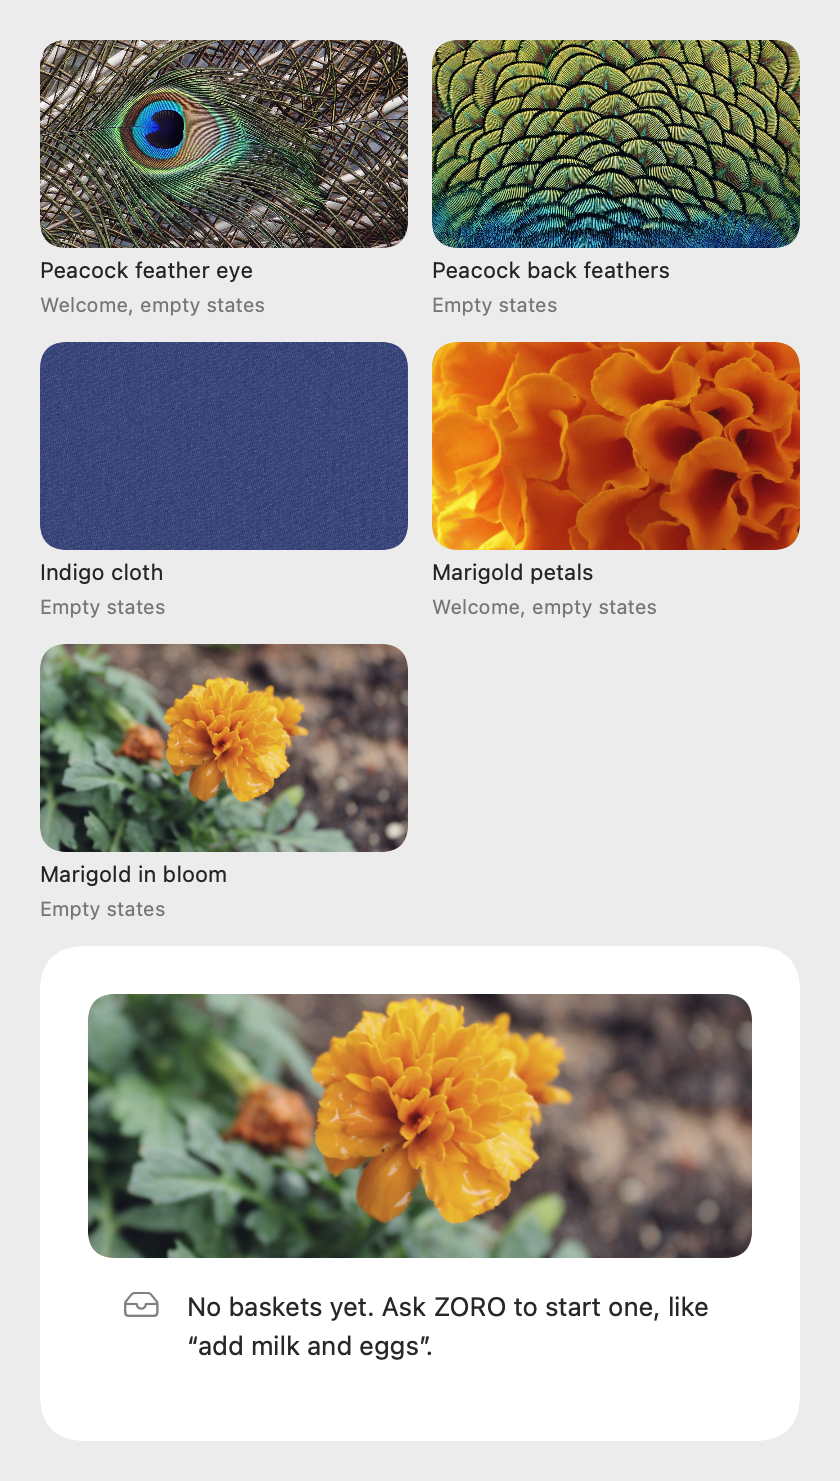 Peacock feather eye
Welcome, empty states
Peacock back feathers
Empty states
Indigo cloth
Empty states
Marigold petals
Welcome, empty states
Marigold in bloom
Empty states
No baskets yet. Ask ZORO to start one, like
“add milk and eggs”.